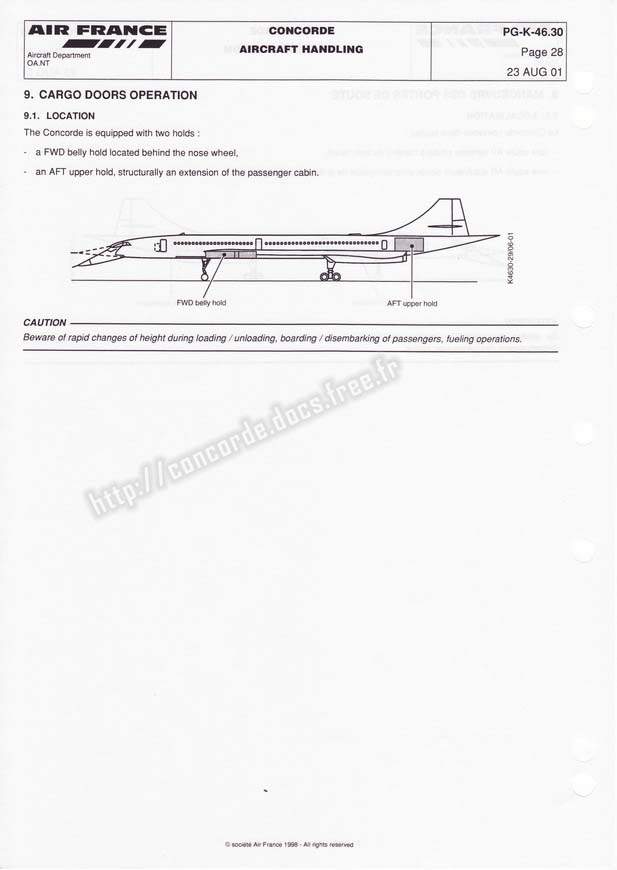 AIR FRANCE
Aircraft Department
OA.NT
CONCORDE
AIRCRAFT HANDLING
PG-K-46.30
Page 28
23 AUG 01
9. CARGO DOORS OPERATION
9.1. LOCATION
The Concorde is equipped with two holds :
- a FWD belly hold located behind the nose wheel,
- an AFT upper hold, structurally an extension of the passenger cabin.
K4630-29/06-01
FWD belly hold
AFT upper hold
CAUTION
Beware of rapid changes of height during loading / unloading, boarding / disembarking of passengers, fueling operations.
http://concorde.docs.free.fr
© société Air France 1998 - All rights reserved